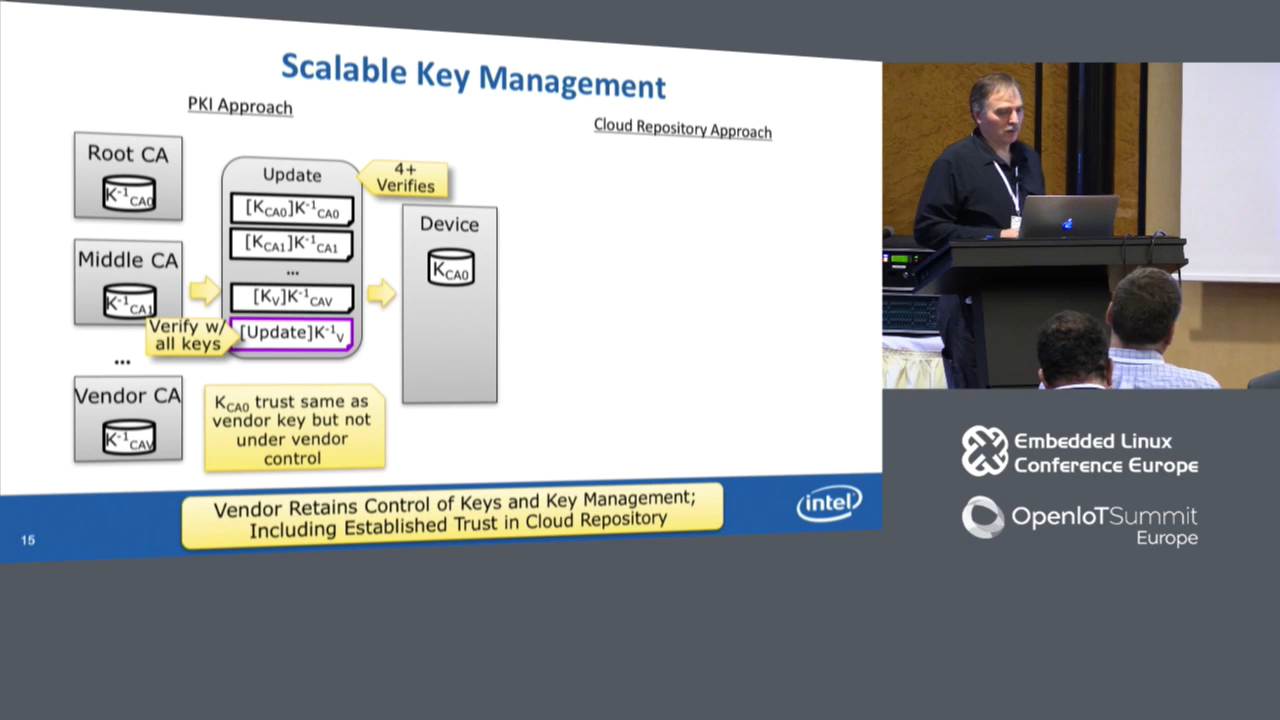 Scalable Key Management
PKI Approach
Cloud Repository Approach
Root CA
K-1CA0
Middle CA
K-1CA1
...
Vendor CA
K-1CAV
Update
[KCA0]K-1CA0
[KCA1]K-1CA1
...
[KV]K-1CAV
[Update]K-1V
4+
Verifies
Verify w/
all keys
Device
KCA0
KCA0 trust same as
vendor key but not
under vendor
control
Vendor Retains Control of Keys and Key Management;
Including Established Trust in Cloud Repository
15
intel
Embedded Linux
Conference Europe
OpenIoTSummit
Europe